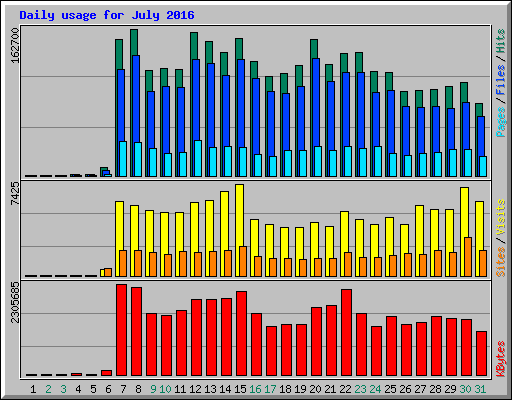 Daily usage for July 2016
162700
Pages / Files / Hits
7425
Sites / Visits
2305685
KBytes
1 2 3 4 5 6 7 8 9 10 11 12 13 14 15 16 17 18 19 20 21 22 23 24 25 26 27 28 29 30 31